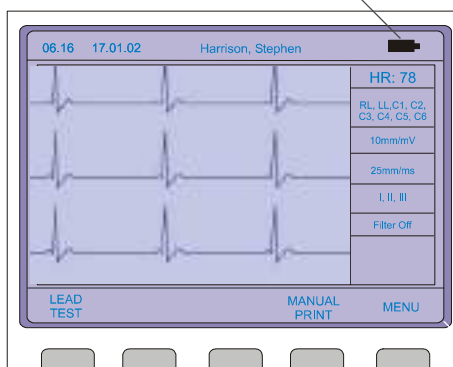 06.16 17.01.02 Harrison, Stephen
HR: 78
RL, LL,C1, C2,
C3, C4, C5, C6
10mm/mV
25mm/ms
I, II, III
Filter Off
LEAD
TEST
MANUAL
PRINT
MENU